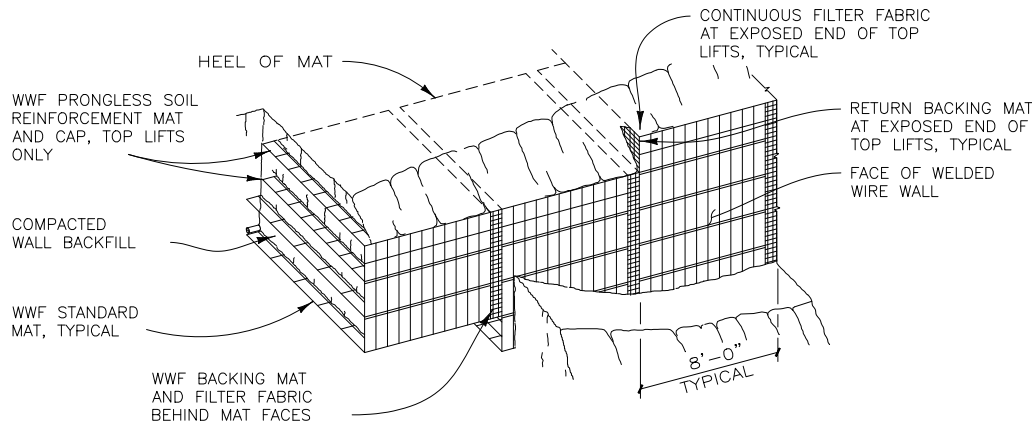 CONTINUOUS FILTER FABRIC
AT EXPOSED END OF TOP
LIFTS, TYPICAL
HEEL OF MAT
WWF PRONGLESS SOIL
REINFORCEMENT MAT
AND CAP, TOP LIFTS
ONLY
RETURN BACKING MAT
AT EXPOSED END OF
TOP LIFTS, TYPICAL
FACE OF WELDED
WIRE WALL
COMPACTED
WALL BACKFILL
WWF STANDARD
MAT, TYPICAL
8'-0"
TYPICAL
WWF BACKING MAT
AND FILTER FABRIC
BEHIND MAT FACES